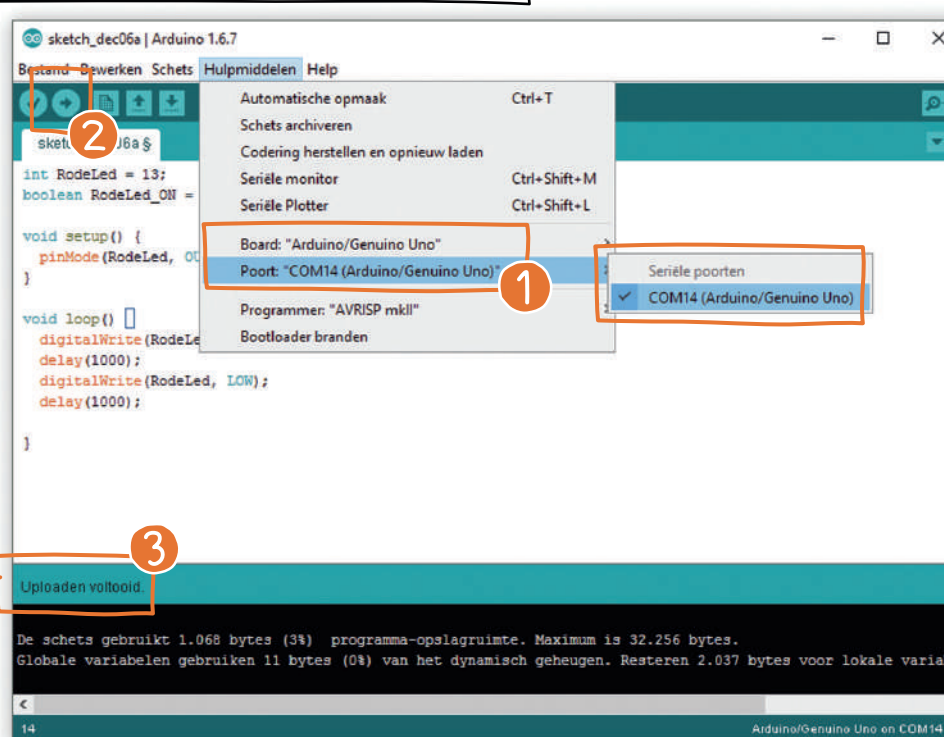 sketch_dec06a | Arduino 1.6.7
Bestand Bewerken Schets Hulpmiddelen Help
Automatische opmaak Ctrl+T
Schets archiveren
Codering herstellen en opnieuw laden
Seriële monitor Ctrl+Shift+M
Seriële Plotter Ctrl+Shift+L
Board: "Arduino/Genuino Uno"
Poort: "COM14 (Arduino/Genuino Uno)"
Programmer: "AVRISP mkII"
Bootloader branden
1
Seriële poorten
COM14 (Arduino/Genuino Uno)
2
06a §
int RodeLed = 13;
boolean RodeLed_ON =
void setup() {
pinMode(RodeLed,
}
void loop()
digitalWrite(
delay(1000);
digitalWrite(RodeLed, LOW);
delay(1000);
}
3
Uploaden voltooid.
De schets gebruikt 1.068 bytes (3%) programma-opslagruimte. Maximum is 32.256 bytes.
Globale variabelen gebruiken 11 bytes (0%) van het dynamisch geheugen. Resteren 2.037 bytes voor lokale varia
14
Arduino/Genuino Uno on COM14